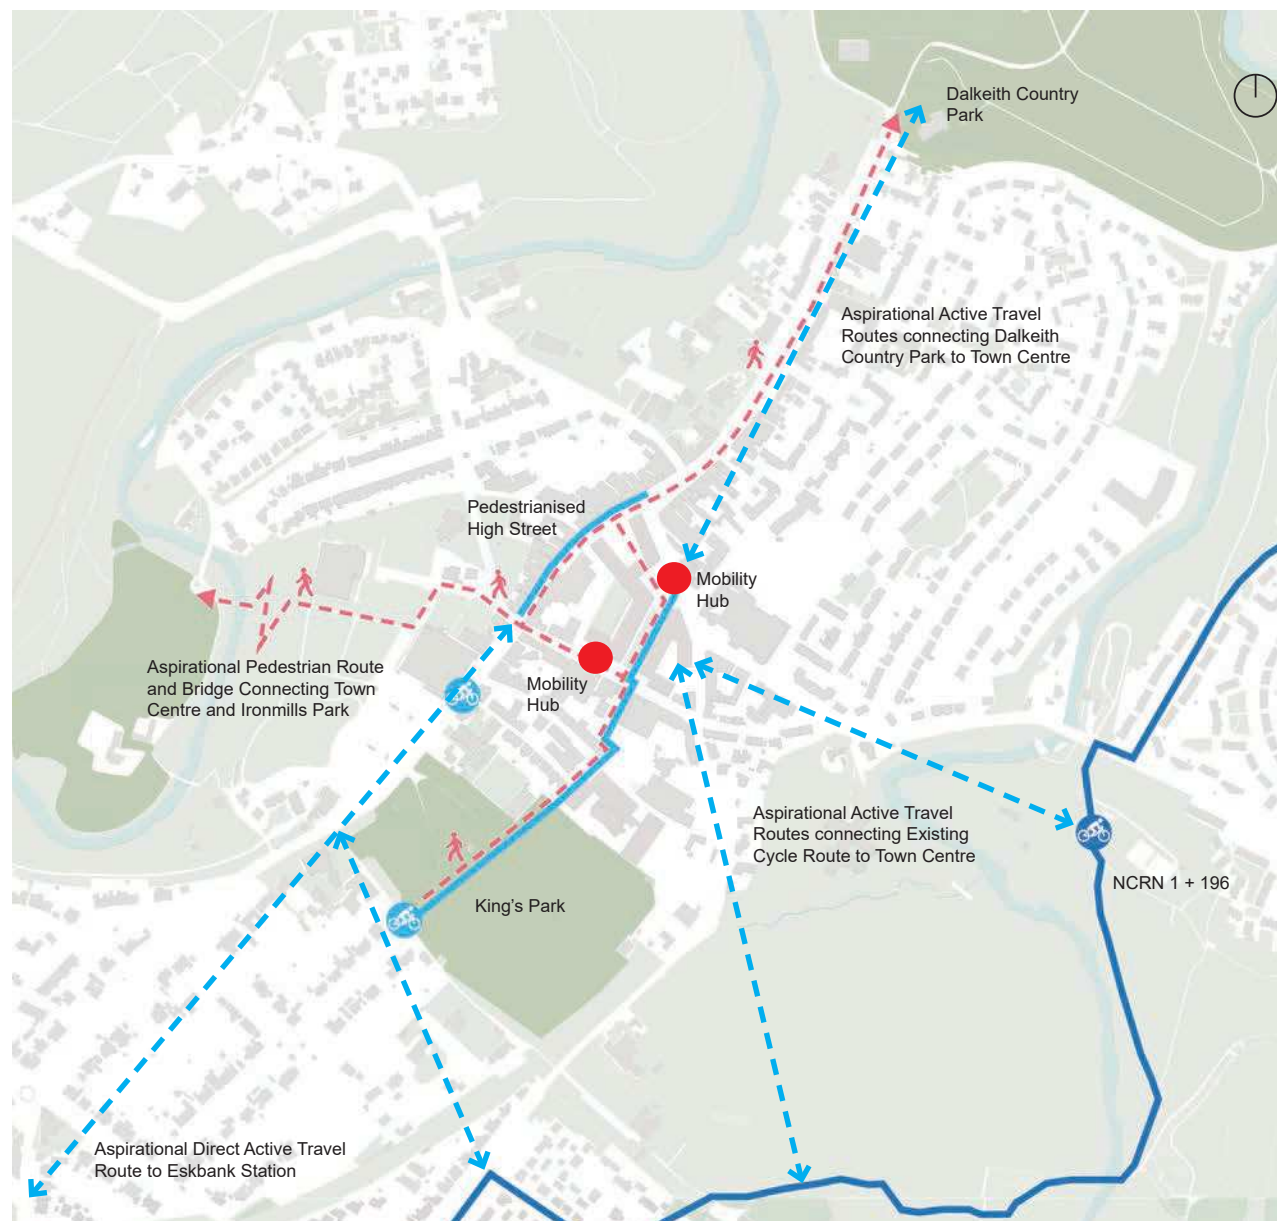 Dalkeith Country
Park
Aspirational Active Travel
Routes connecting Dalkeith
Country Park to Town Centre
Pedestrianised
High Street
Mobility
Hub
Aspirational Pedestrian Route
and Bridge Connecting Town
Centre and Ironmills Park
Mobility
Hub
Aspirational Active Travel
Routes connecting Existing
Cycle Route to Town Centre
NCRN 1 + 196
King's Park
Aspirational Direct Active Travel
Route to Eskbank Station